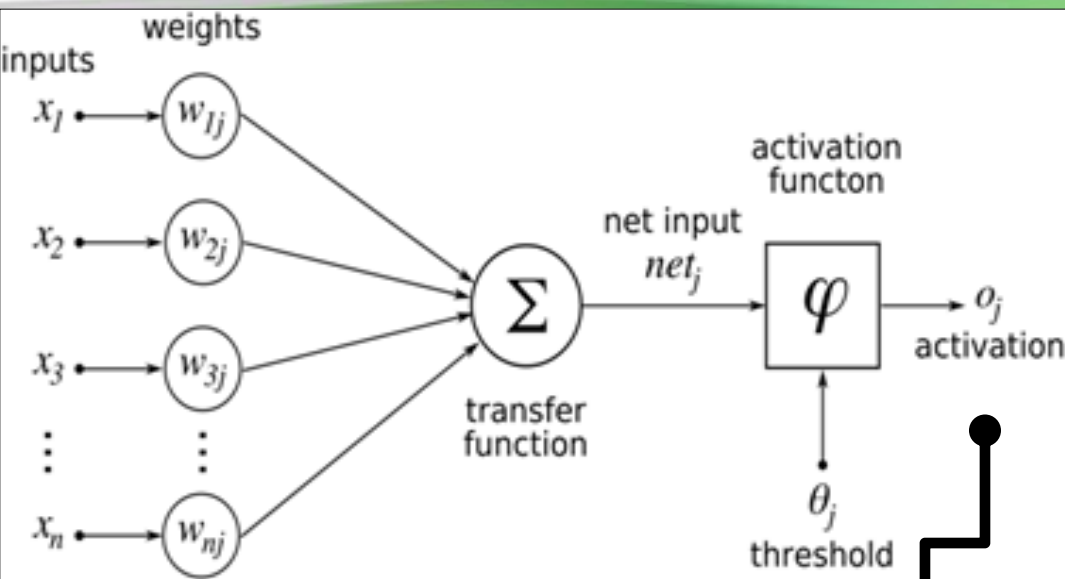 weights
inputs
x₁ w₁ⱼ
activation
functon
x₂ w₂ⱼ
net input
netⱼ
Σ φ oⱼ
activation
x₃ w₃ⱼ
transfer
function
⋮ ⋮
θⱼ
xₙ wₙⱼ
threshold